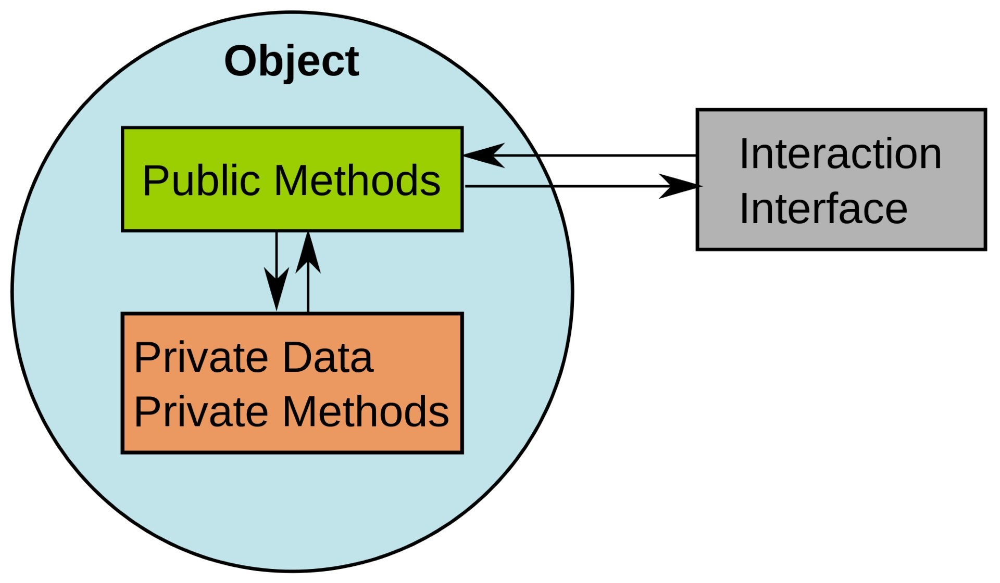 Object
Public Methods
Interaction
Interface
Private Data
Private Methods